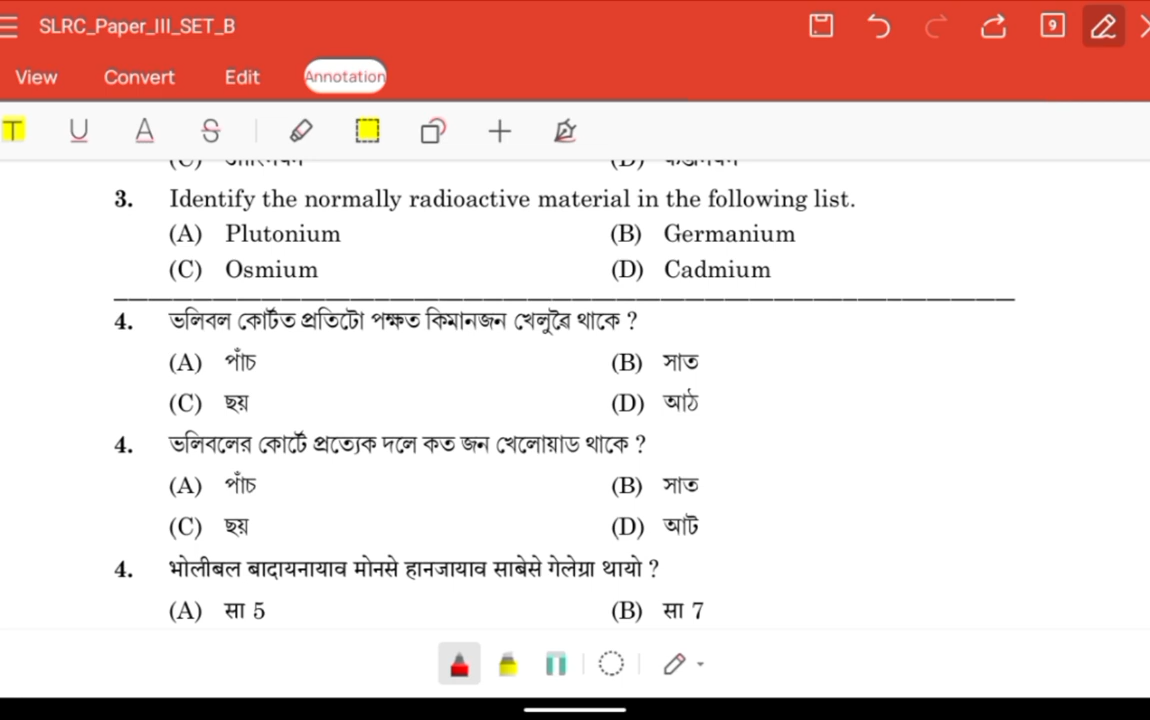 SLRC_Paper_III_SET_B
9
View Convert Edit Annotation
T U A S
3. Identify the normally radioactive material in the following list.
(A) Plutonium (B) Germanium
(C) Osmium (D) Cadmium
4. ভলিবল কোৰ্টত প্ৰতিটো পক্ষত কিমানজন খেলুৱৈ থাকে ?
(A) পাঁচ (B) সাত
(C) ছয় (D) আঠ
4. ভলিবলের কোর্টে প্রত্যেক দলে কত জন খেলোয়াড থাকে ?
(A) পাঁচ (B) সাত
(C) ছয় (D) আট
4. भोलीबल बादायनायाव मोनसे हानजायाव साबेसे गेलेग्रा थायो ?
(A) सा 5 (B) सा 7